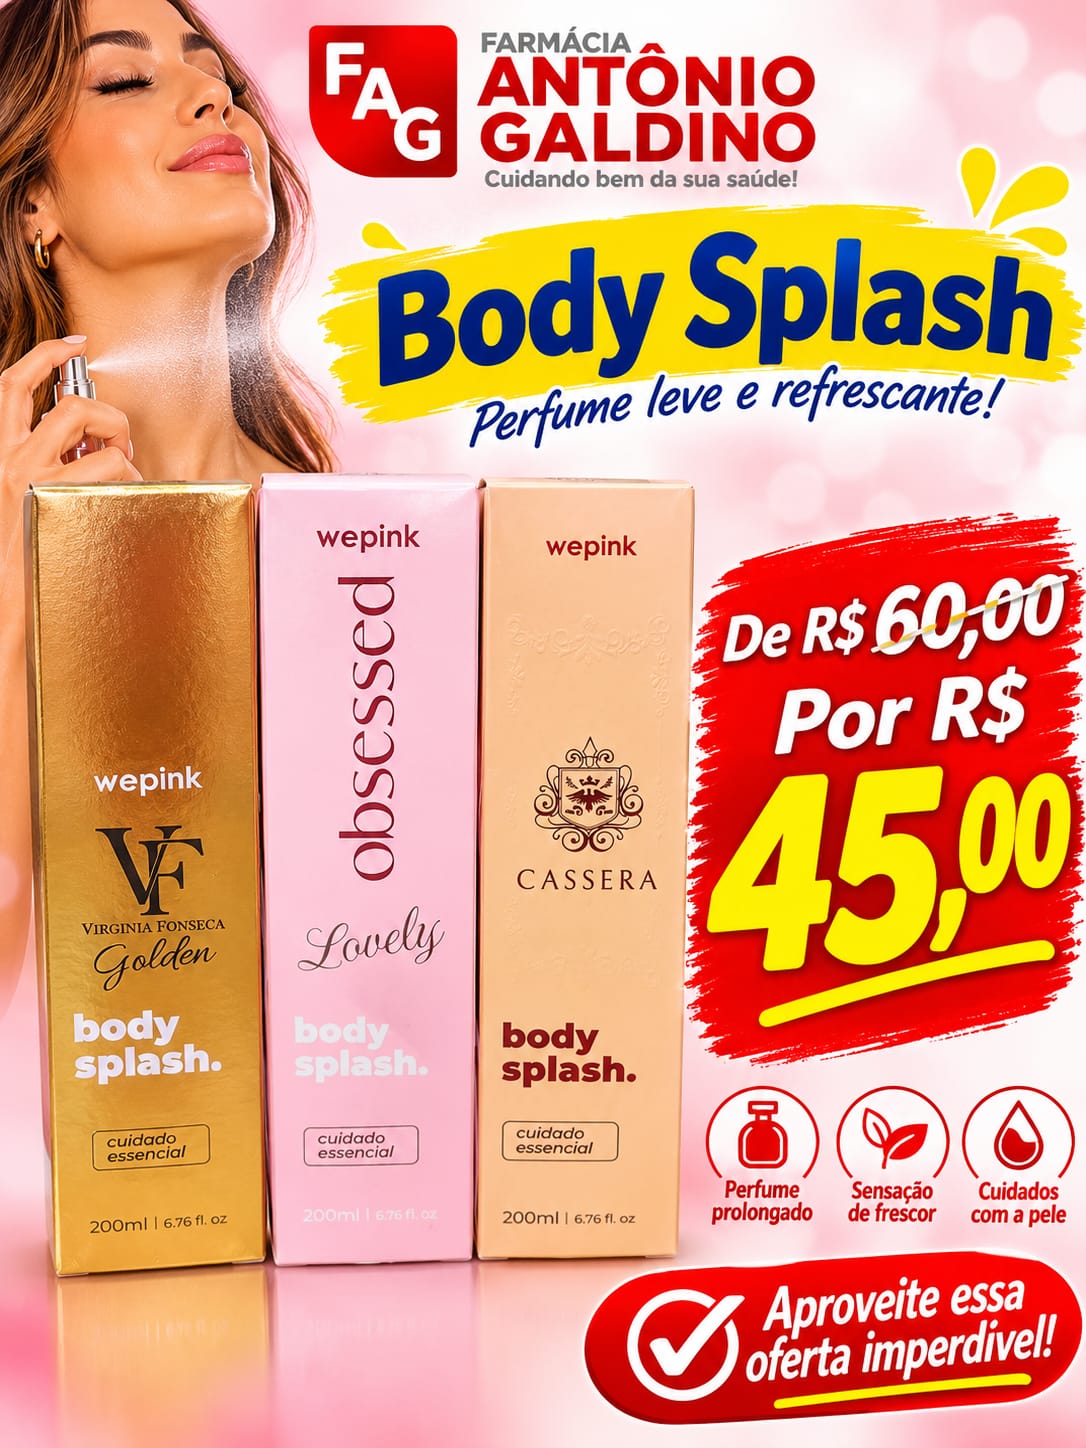 FAG
FARMÁCIA
ANTÔNIO
GALDINO
Cuidando bem da sua saúde!
Body Splash
Perfume leve e refrescante!
wepink
VF
VIRGINIA FONSECA
Golden
body
splash.
cuidado
essencial
200ml | 6.76 fl. oz
wepink
obsessed
Lovely
body
splash.
cuidado
essencial
200ml | 6.76 fl. oz
wepink
CASSERA
body
splash.
cuidado
essencial
200ml | 6.76 fl. oz
De R$ 60,00
Por R$
45,00
Perfume
prolongado
Sensação
de frescor
Cuidados
com a pele
Aproveite essa
oferta imperdivel!